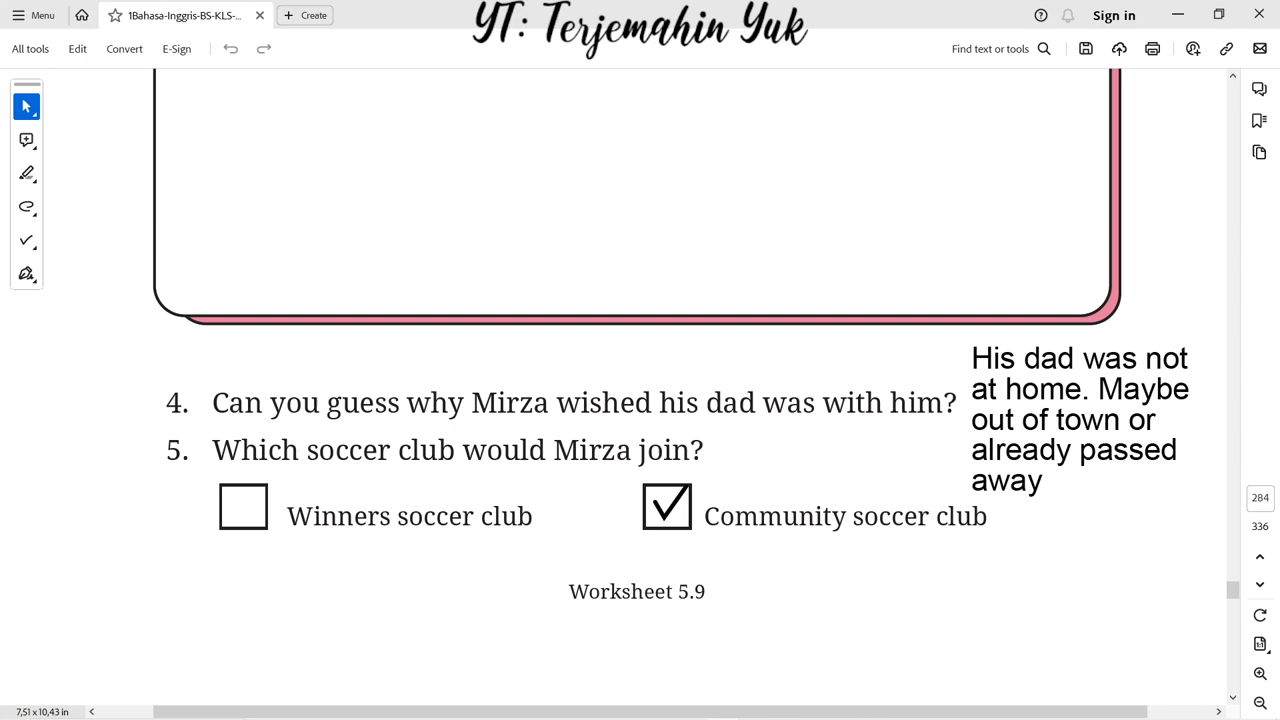 Menu
1Bahasa-Inggris-BS-KLS-...
Create
YT: Terjemahin Yuk
Sign in
All tools
Edit
Convert
E-Sign
Find text or tools
His dad was not
at home. Maybe
4. Can you guess why Mirza wished his dad was with him?
out of town or
5. Which soccer club would Mirza join?
already passed
away
Winners soccer club
Community soccer club
Worksheet 5.9
284
336
7,51 x 10,43 in